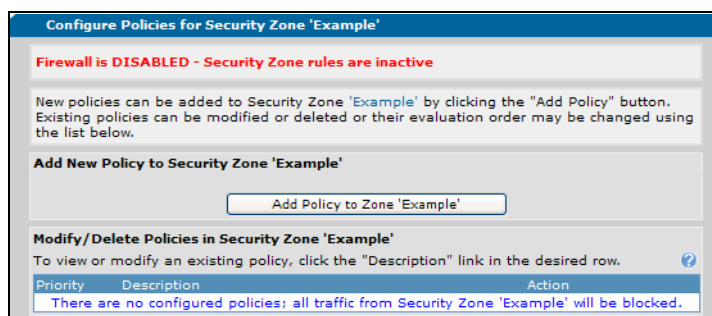 Configure Policies for Security Zone 'Example'
Firewall is DISABLED - Security Zone rules are inactive
New policies can be added to Security Zone 'Example' by clicking the "Add Policy" button.
Existing policies can be modified or deleted or their evaluation order may be changed using
the list below.
Add New Policy to Security Zone 'Example'
Add Policy to Zone 'Example'
Modify/Delete Policies in Security Zone 'Example'
To view or modify an existing policy, click the "Description" link in the desired row. ?
Priority Description Action
There are no configured policies; all traffic from Security Zone 'Example' will be blocked.